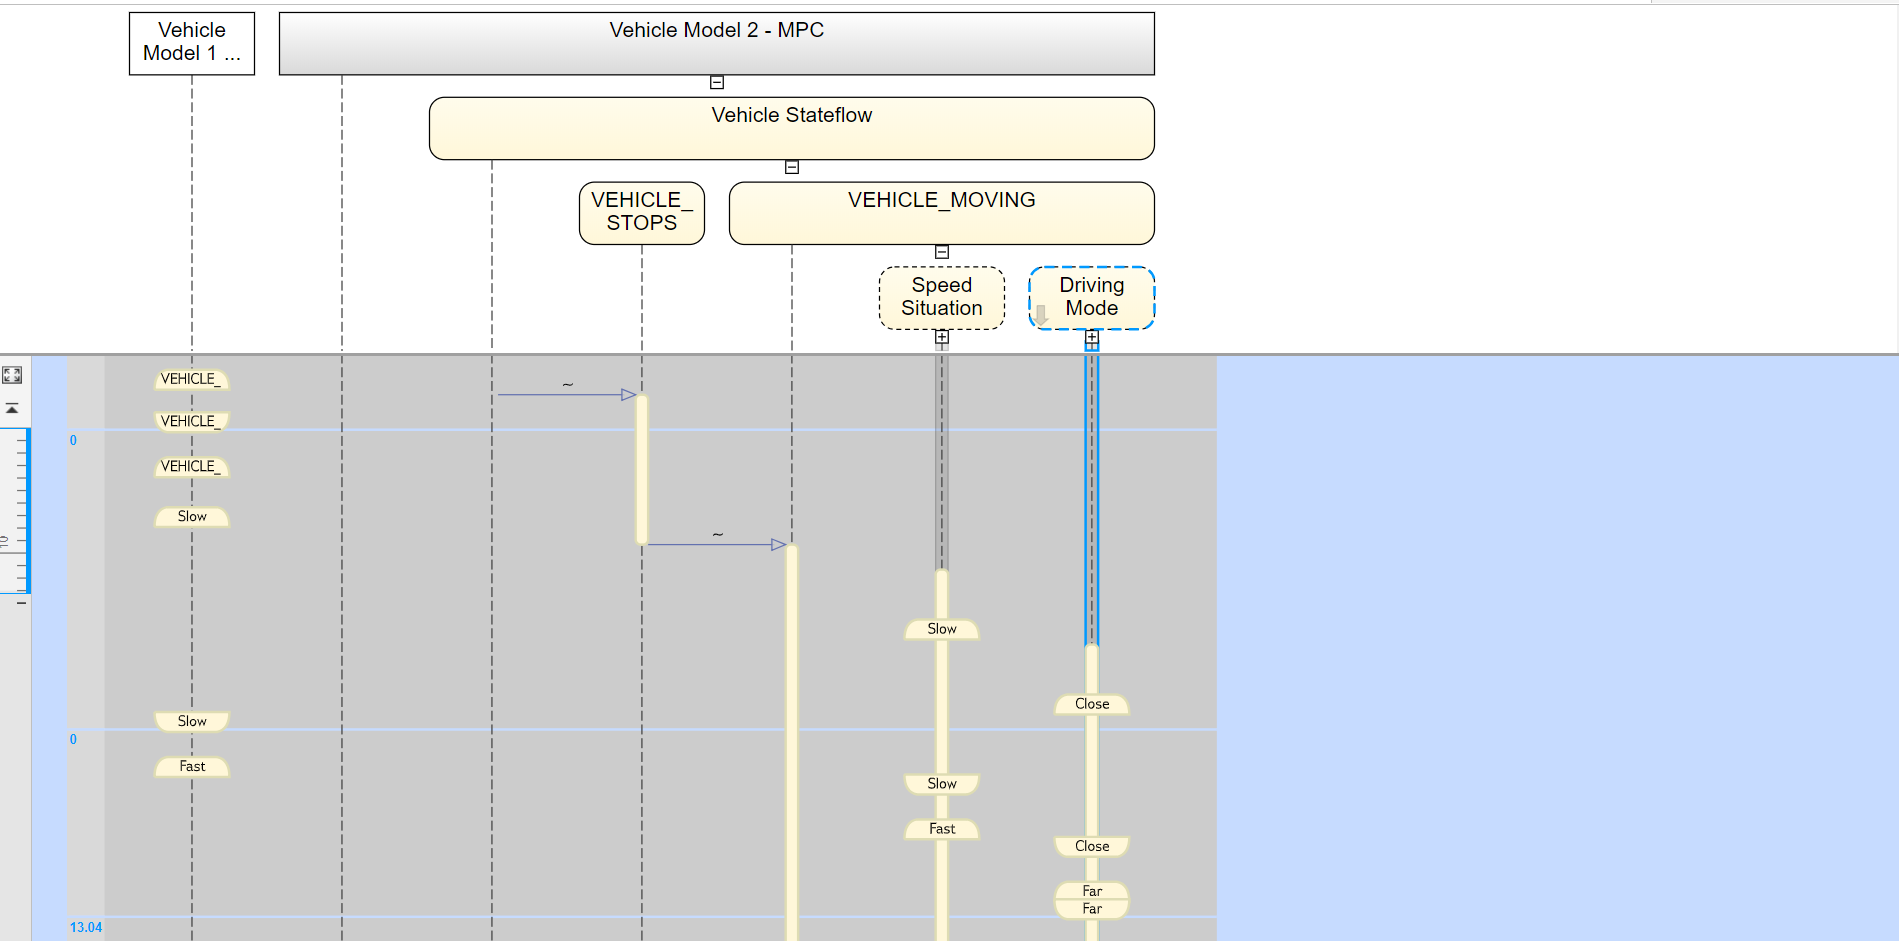 Vehicle
Model 1 ...
Vehicle Model 2 - MPC
Vehicle Stateflow
VEHICLE_
STOPS
VEHICLE_MOVING
Speed
Situation
Driving
Mode
VEHICLE_
~
VEHICLE_
0
VEHICLE_
Slow
~
10
Slow
Close
Slow
0
Fast
Slow
Fast
Close
Far
Far
13.04